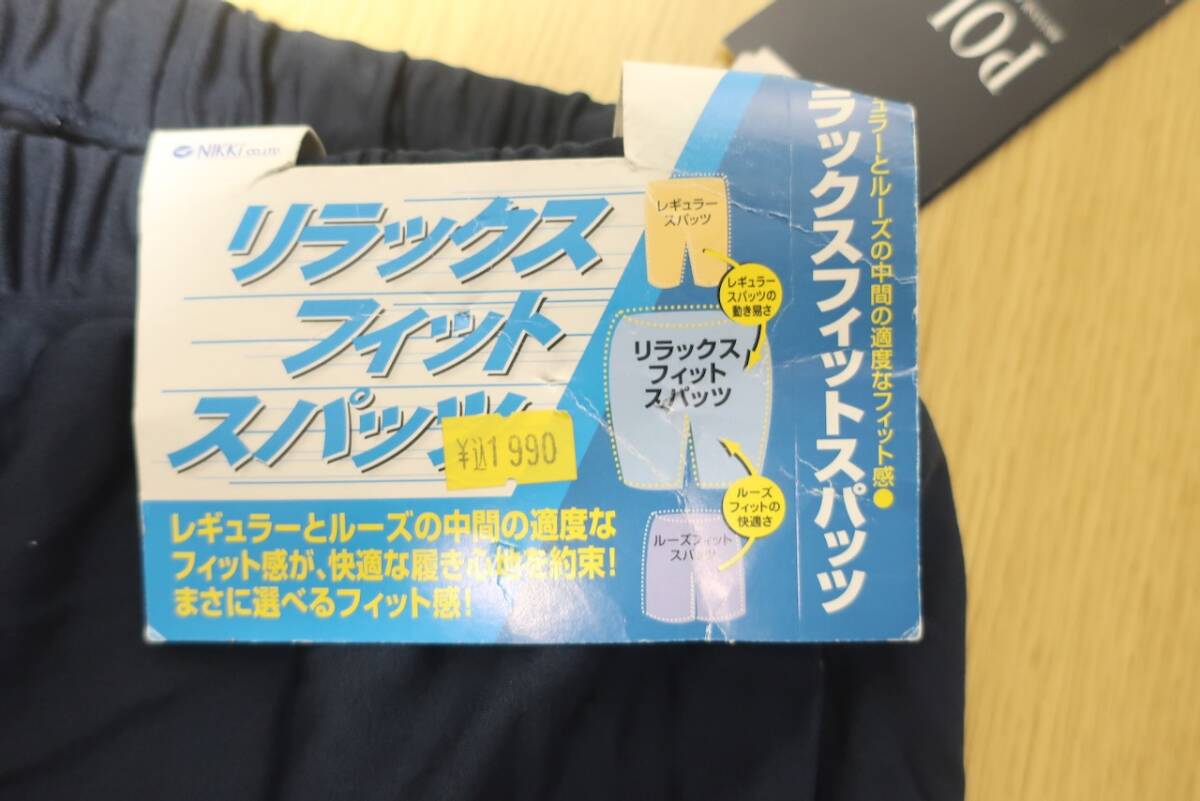 NIKKi CO.,LTD.
リラックス
フィット
スパッツ
¥込1990
レギュラーとルーズの中間の適度な
フィット感が、快適な履き心地を約束!
まさに選べるフィット感!
レギュラー
スパッツ
レギュラー
スパッツの
動き易さ
リラックス
フィット
スパッツ
ルーズ
フィットの
快適さ
ルーズフィット
スパッツ
ュラーとルーズの中間の適度なフィット感●
ラックスフィットスパッツ
POI